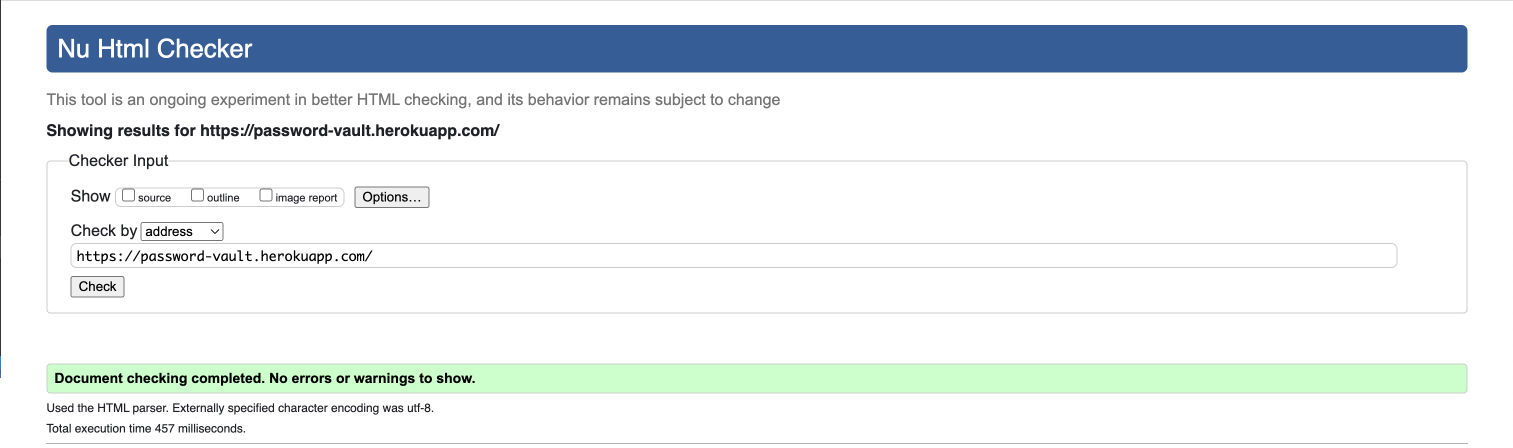 Nu Html Checker
This tool is an ongoing experiment in better HTML checking, and its behavior remains subject to change
Showing results for https://password-vault.herokuapp.com/
Checker Input
Show source outline image report Options...
Check by address
https://password-vault.herokuapp.com/
Check
Document checking completed. No errors or warnings to show.
Used the HTML parser. Externally specified character encoding was utf-8.
Total execution time 457 milliseconds.